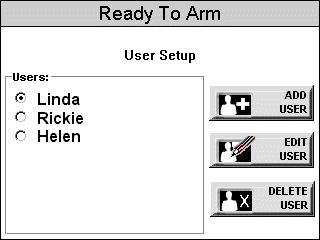 Ready To Arm
User Setup
Users:
Linda
Rickie
Helen
ADD
USER
EDIT
USER
DELETE
USER